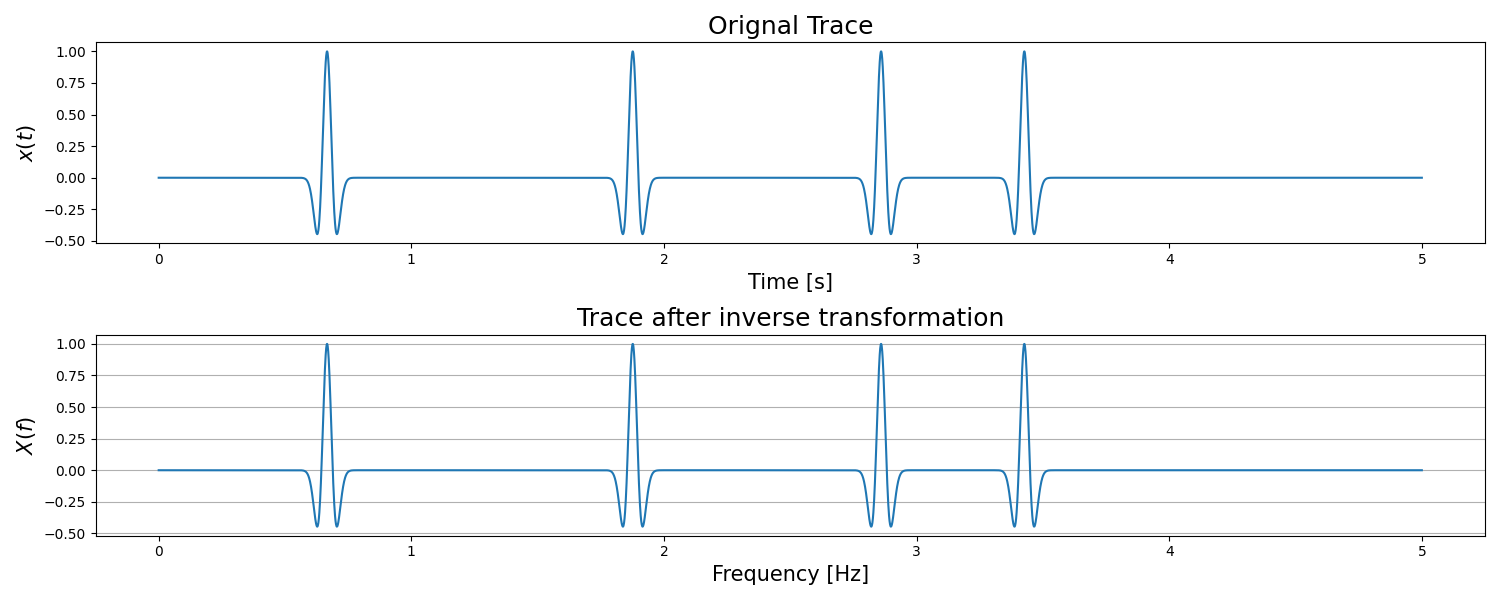 Orignal Trace
1.00
0.75
0.50
0.25
0.00
−0.25
−0.50
x(t)
0 1 2 3 4 5
Time [s]
Trace after inverse transformation
1.00
0.75
0.50
0.25
0.00
−0.25
−0.50
X(f)
0 1 2 3 4 5
Frequency [Hz]